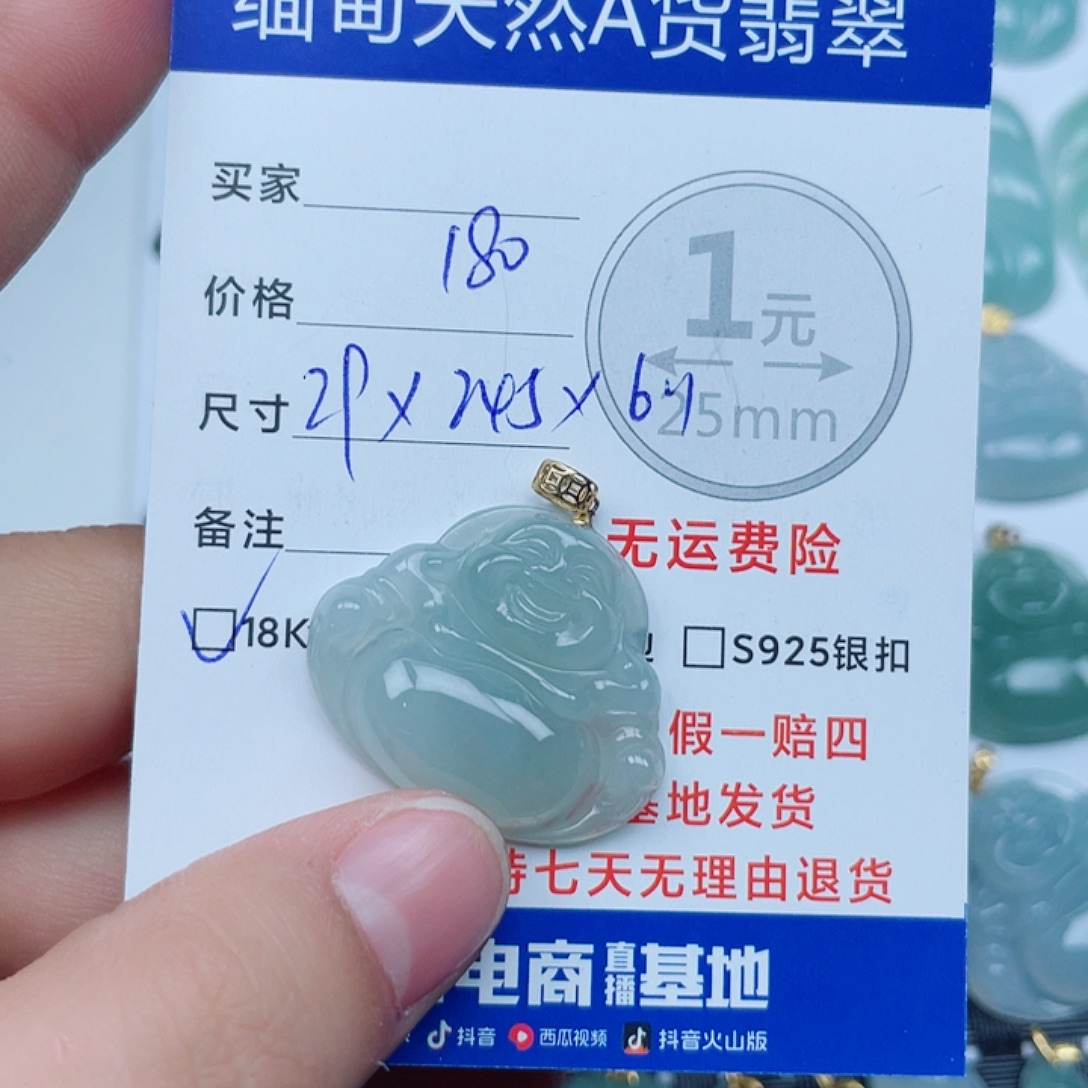 缅甸天然A货翡翠
买家
180
价格
1元
25mm
尺寸
备注
无运费险
18K
S925银扣
假一赔四
基地发货
持七天无理由退货
电商直播基地
抖音 西瓜视频 抖音火山版